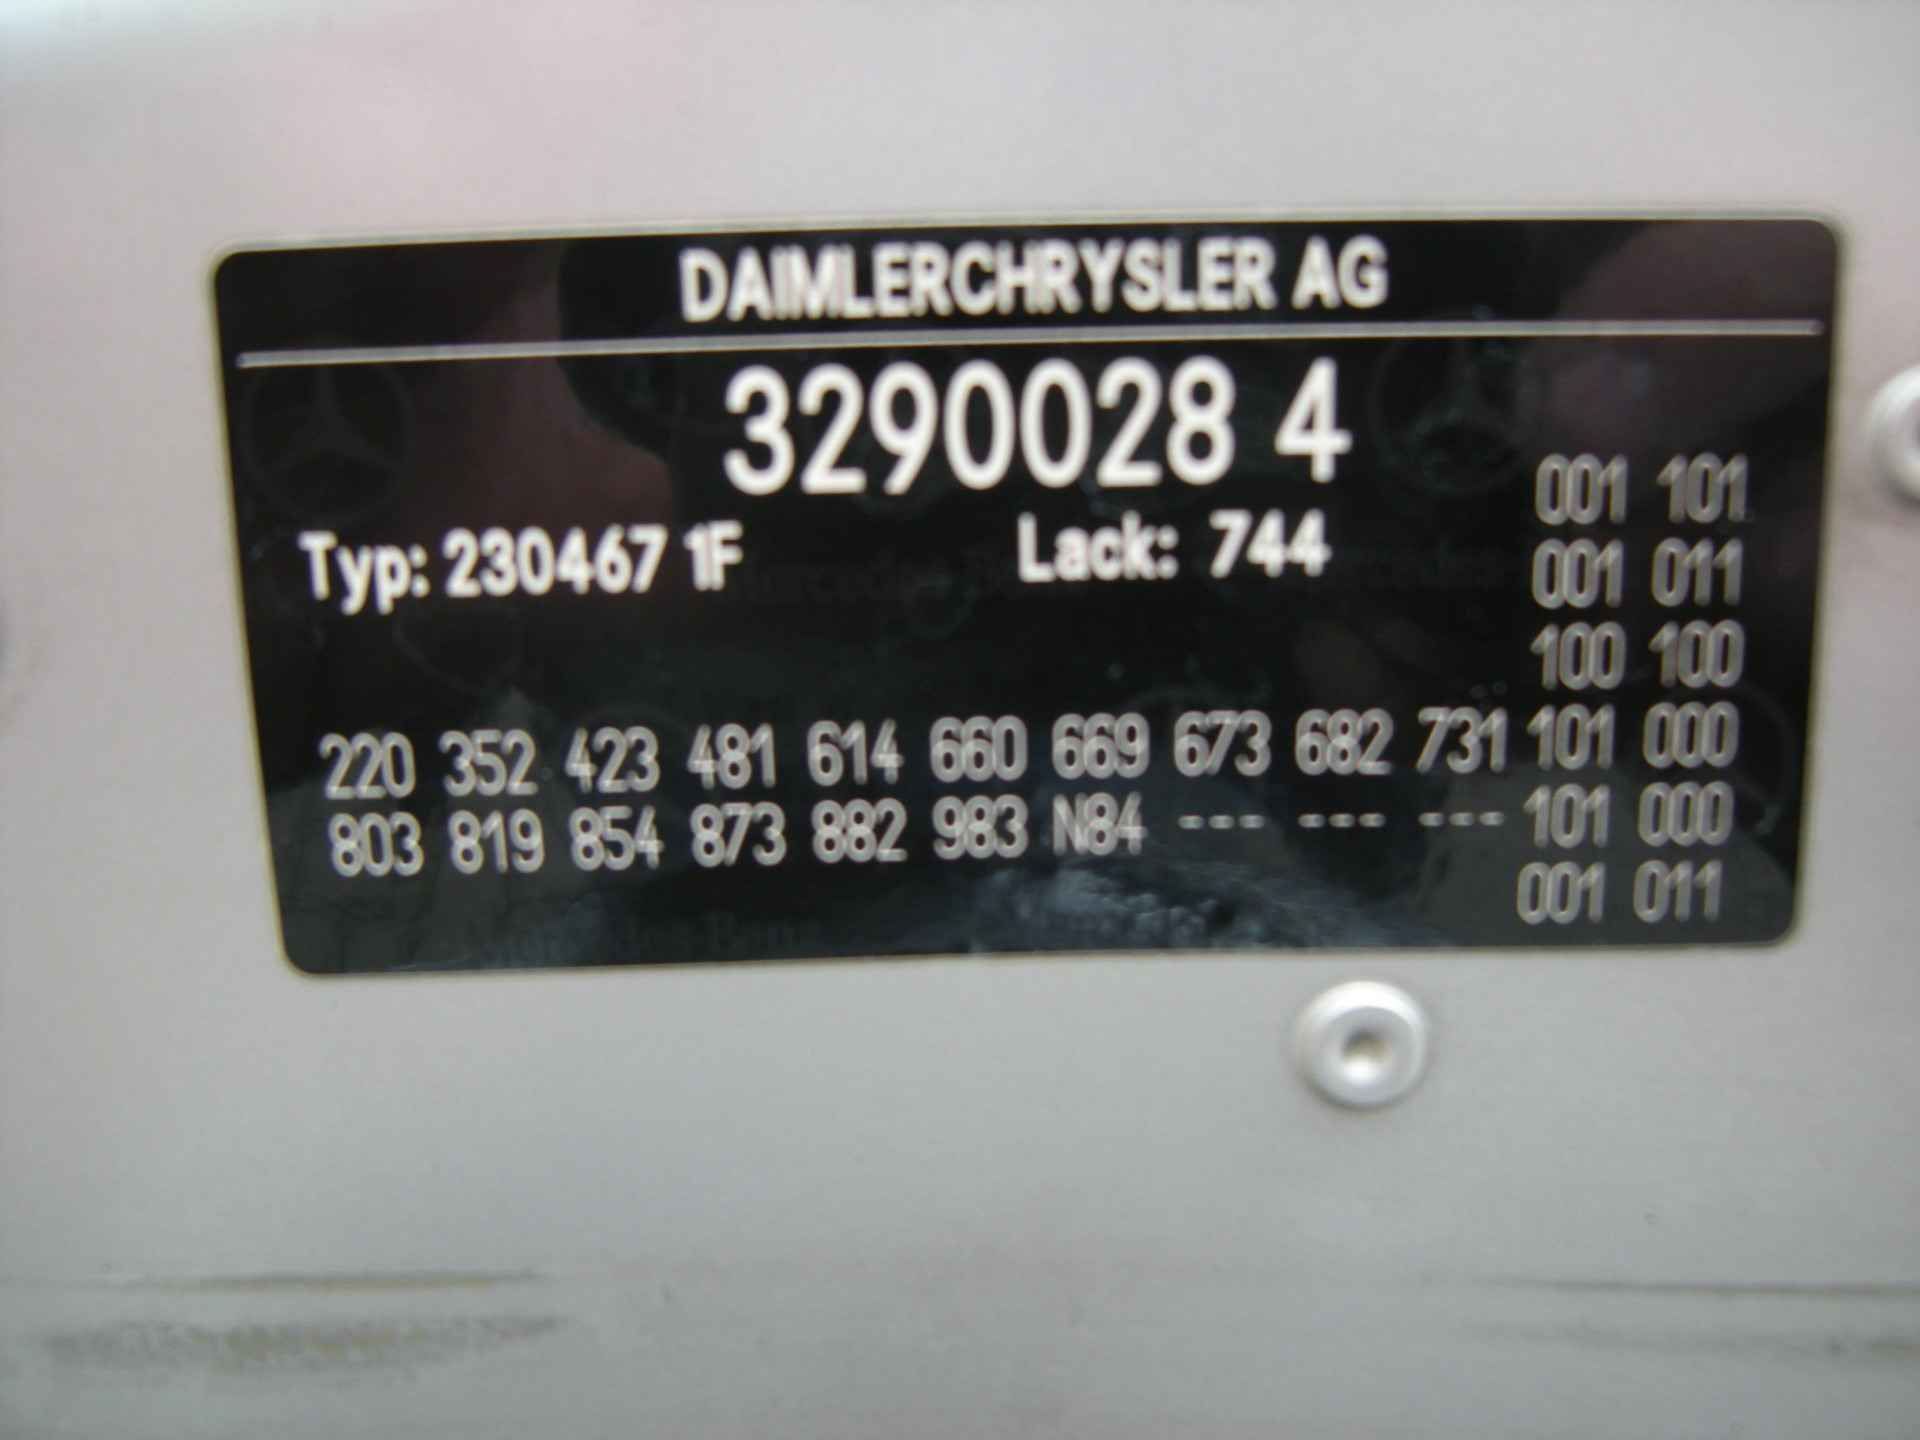 DAIMLERCHRYSLER AG
3290028 4
001 101
Typ: 230467 1F Lack: 744
001 011
100 100
220 352 423 481 614 660 669 673 682 731 101 000
803 819 854 873 882 983 N84 --- --- --- 101 000
001 011